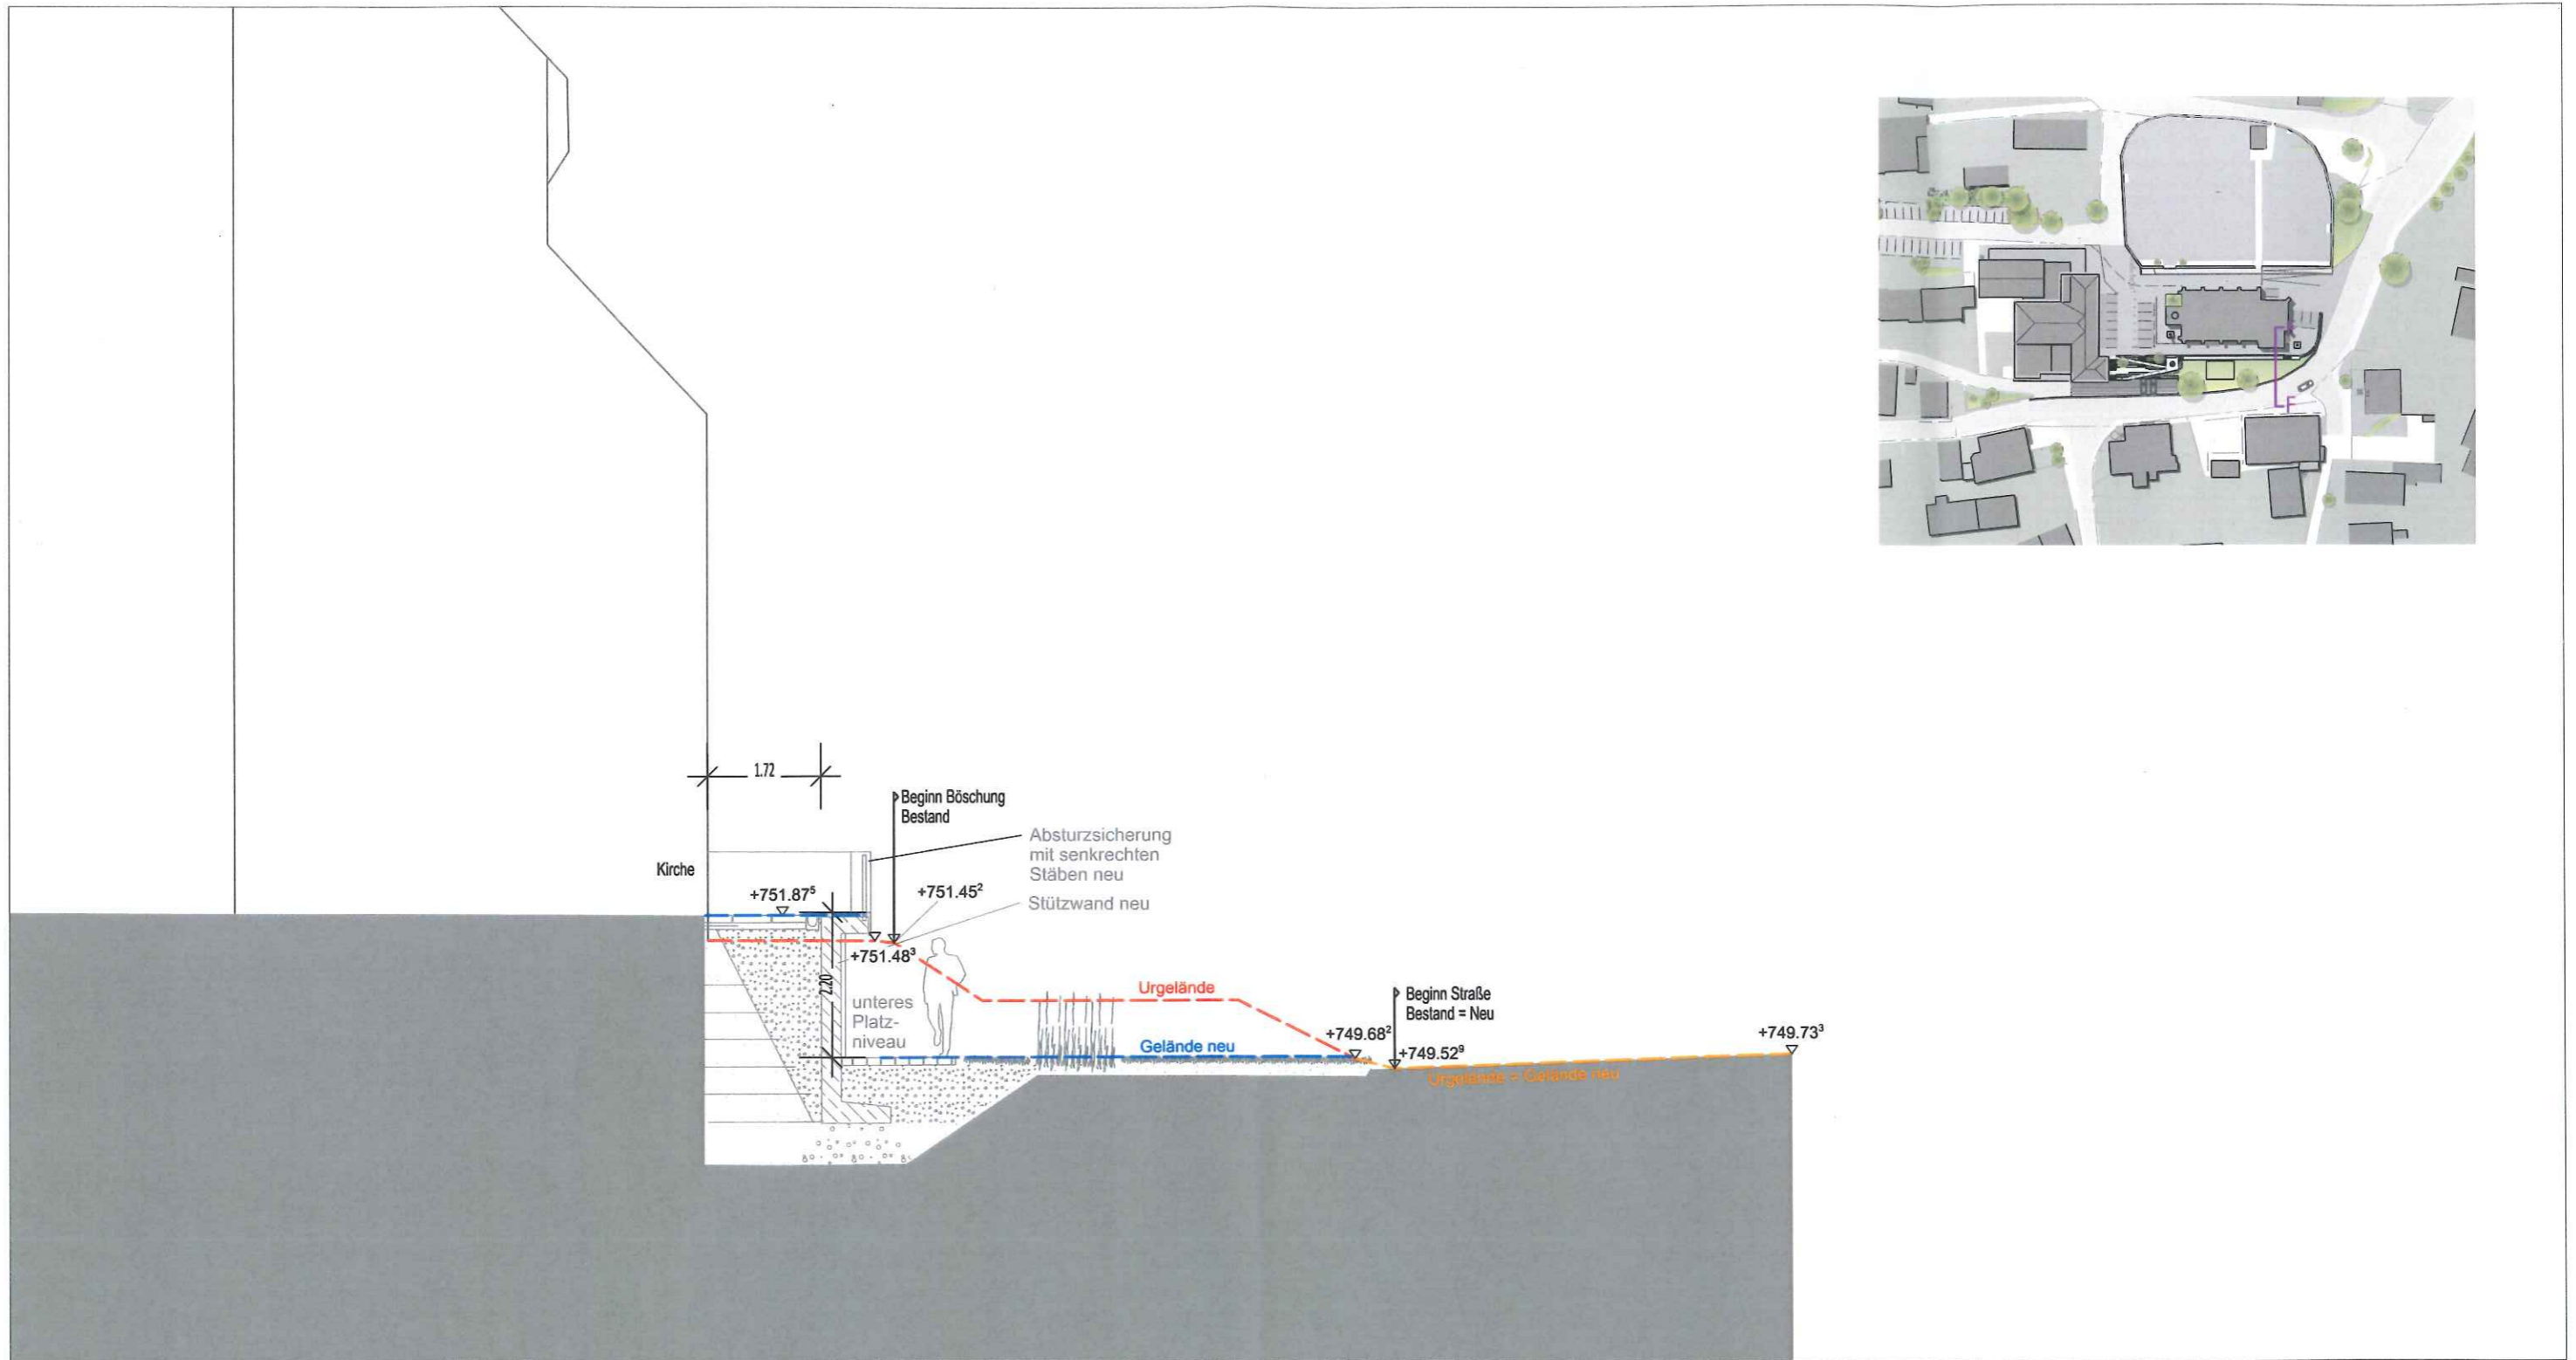 1.72
Beginn Böschung
Bestand
Absturzsicherung
mit senkrechten
Stäben neu
Kirche
+751.87⁵
+751.45²
Stützwand neu
+751.48³
2.20
unteres
Platz-
niveau
Urgelände
Beginn Straße
Bestand = Neu
+749.68²
+749.73³
Gelände neu
+749.52⁹
Urgelände = Gelände neu